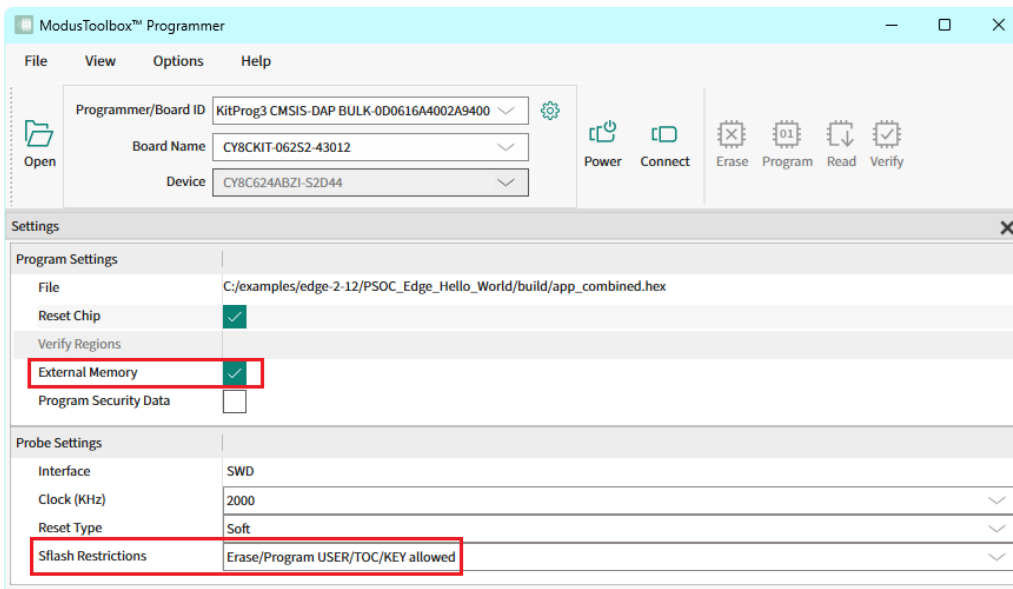 ModusToolbox™ Programmer
File View Options Help
Programmer/Board ID KitProg3 CMSIS-DAP BULK-0D0616A4002A9400
Board Name CY8CKIT-062S2-43012
Device CY8C624ABZI-S2D44
Open Power Connect Erase Program Read Verify
01
Settings
Program Settings
File C:/examples/edge-2-12/PSOC_Edge_Hello_World/build/app_combined.hex
Reset Chip
Verify Regions
External Memory
Program Security Data
Probe Settings
Interface SWD
Clock (KHz) 2000
Reset Type Soft
Sflash Restrictions Erase/Program USER/TOC/KEY allowed